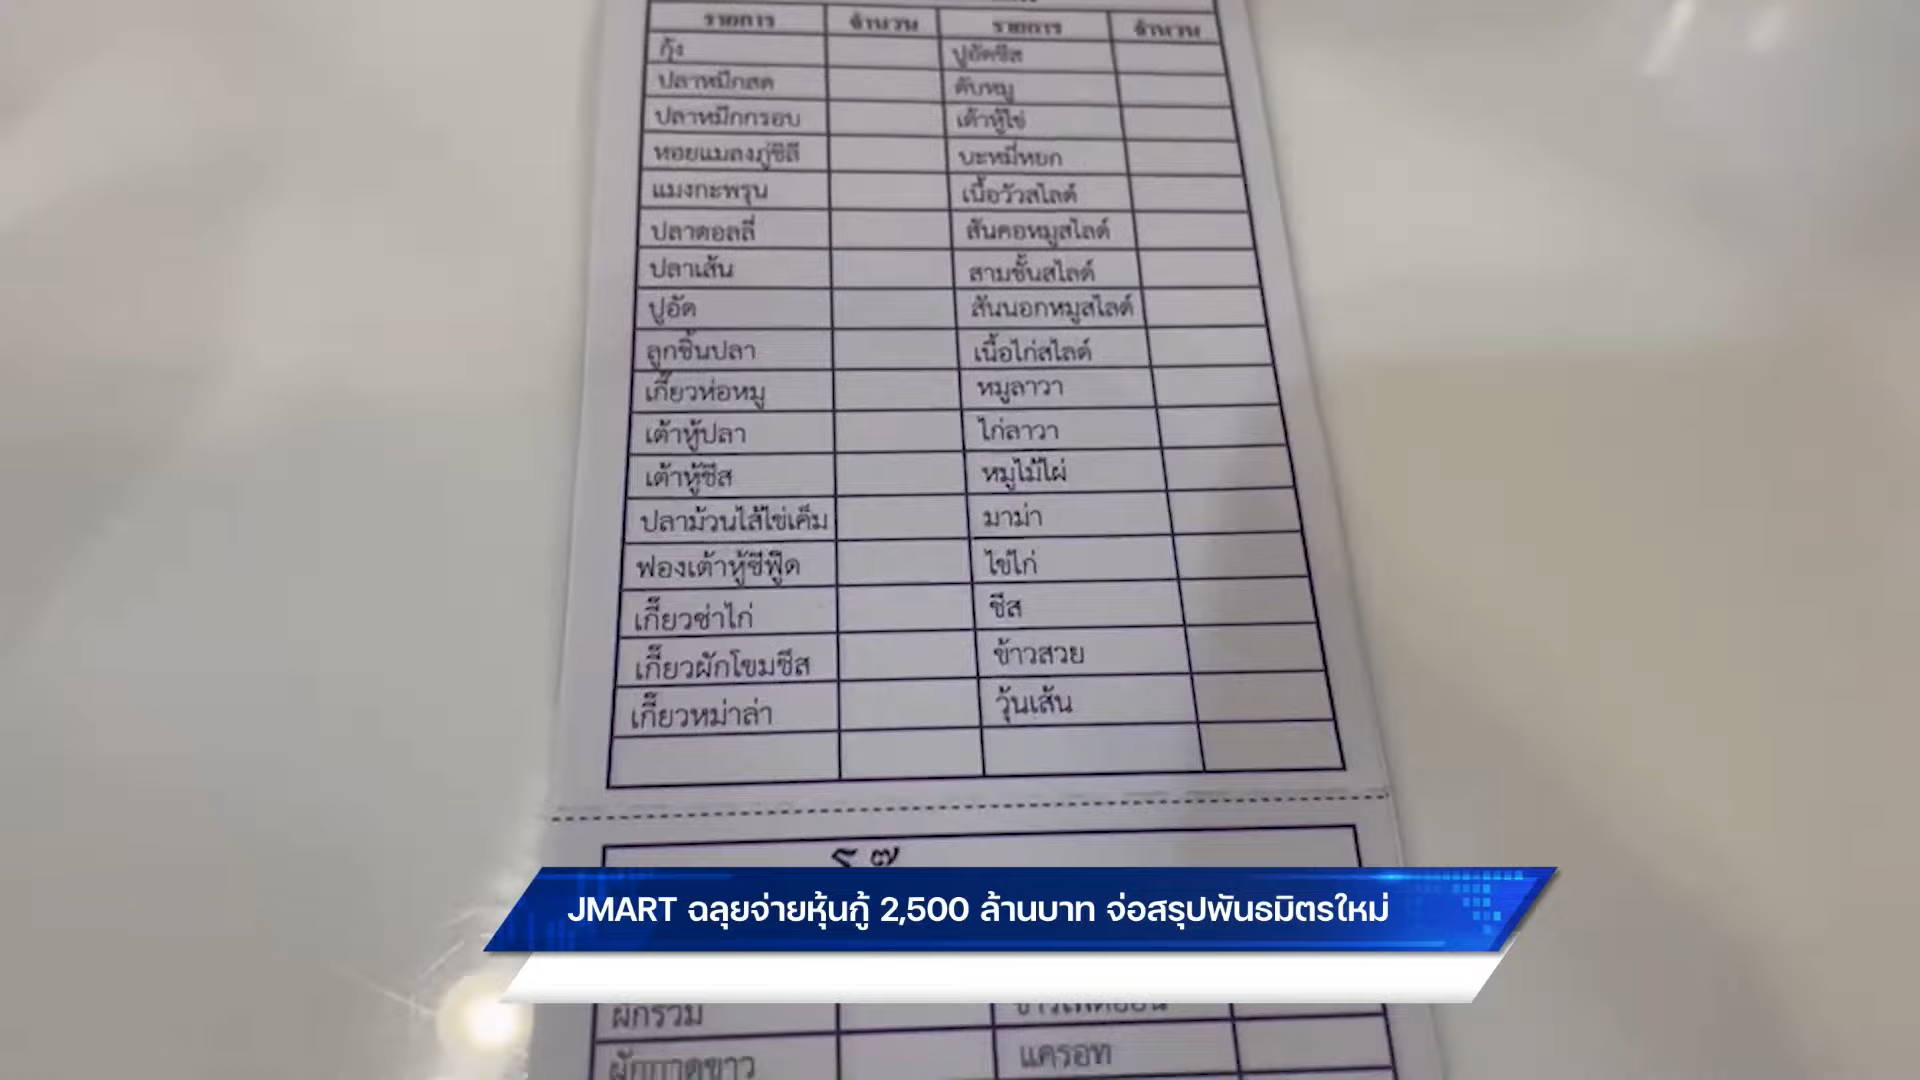 รายการ จำนวน รายการ จำนวน
กุ้ง ปูอัดชีส
ปลาหมึกสด ตับหมู
ปลาหมึกกรอบ เต้าหู้ไข่
หอยแมลงภู่ชิลี บะหมี่หยก
แมงกะพรุน เนื้อวัวสไลด์
ปลาดอลลี่ สันคอหมูสไลด์
ปลาเส้น สามชั้นสไลด์
ปูอัด สันนอกหมูสไลด์
ลูกชิ้นปลา เนื้อไก่สไลด์
เกี๊ยวห่อหมู หมูลาวา
เต้าหู้ปลา ไก่ลาวา
เต้าหู้ชีส หมูไม้ไผ่
ปลาม้วนไส้ไข่เค็ม มาม่า
ฟองเต้าหู้ซีฟู๊ด ไข่ไก่
เกี๊ยวซ่าไก่ ชีส
เกี๊ยวผักโขมชีส ข้าวสวย
เกี๊ยวหม่าล่า วุ้นเส้น
JMART ฉลุยจ่ายหุ้นกู้ 2,500 ล้านบาท จ่อสรุปพันธมิตรใหม่
ผักรวม
ผักกาดขาว แครอท